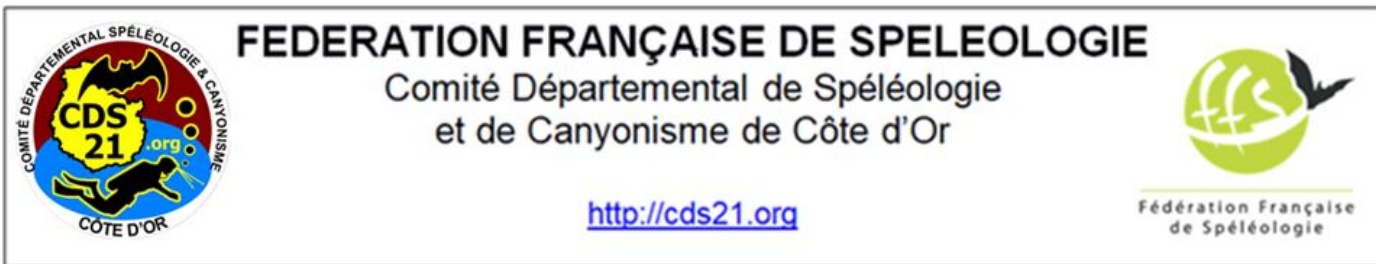 COMITÉ DÉPARTEMENTAL SPÉLÉOLOGIE & CANYONISME
CDS
21
.org
CÔTE D'OR
FEDERATION FRANÇAISE DE SPELEOLOGIE
Comité Départemental de Spéléologie
et de Canyonisme de Côte d'Or
http://cds21.org
ffs
Fédération Française
de Spéléologie